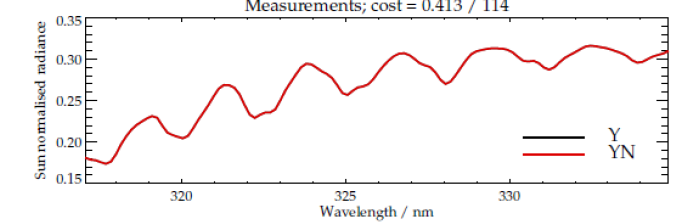 Measurements; cost = 0.413 / 114
Sun normalised radiance
0.35
0.30
0.25
0.20
0.15
Y
YN
320
325
330
Wavelength / nm